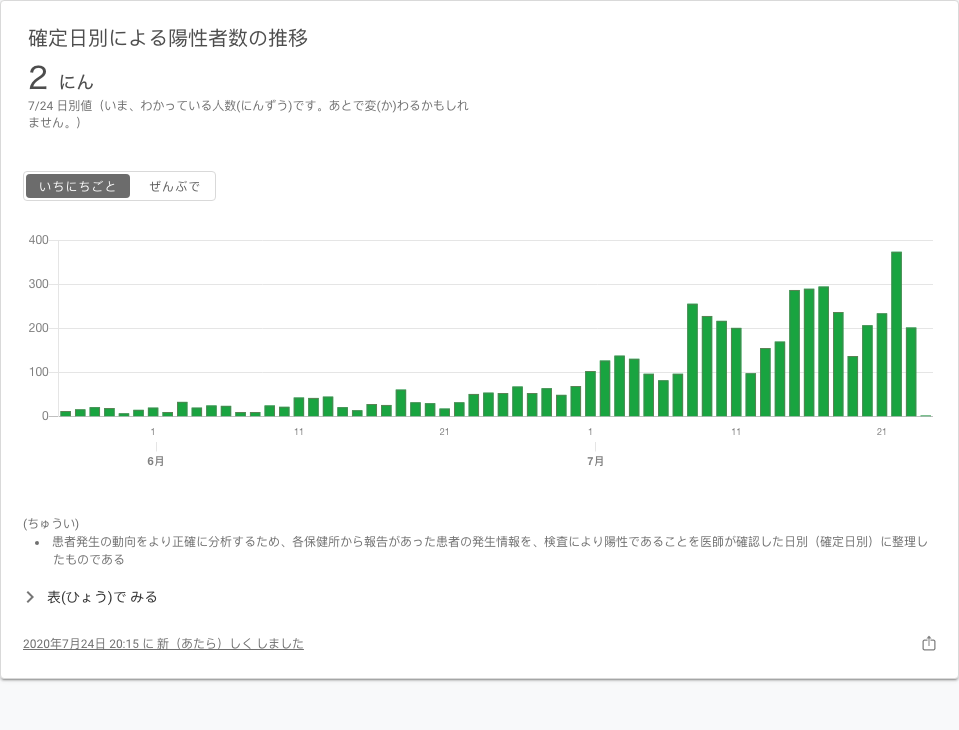 確定日別による陽性者数の推移
2 にん
7/24 日別値（いま、わかっている人数(にんずう)です。あとで変(か)わるかもしれ
ません。）
いちにちごと ぜんぶで
400
300
200
100
0
1 11 21 1 11 21
6月 7月
(ちゅうい)
• 患者発生の動向をより正確に分析するため、各保健所から報告があった患者の発生情報を、検査により陽性であることを医師が確認した日別（確定日別）に整理し
たものである
表(ひょう)で みる
2020年7月24日 20:15 に 新（あたら）しく しました